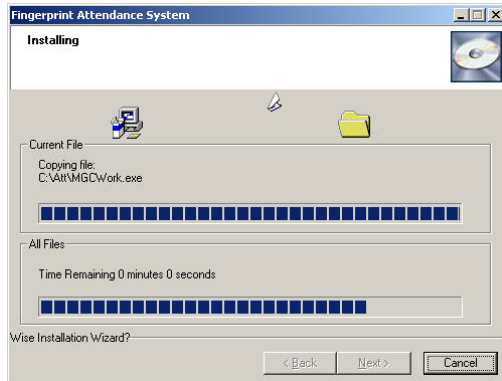 Fingerprint Attendance System
Installing
Current File
Copying file:
C:\Att\MGCWork.exe
All Files
Time Remaining 0 minutes 0 seconds
Wise Installation Wizard?
< Back
Next >
Cancel